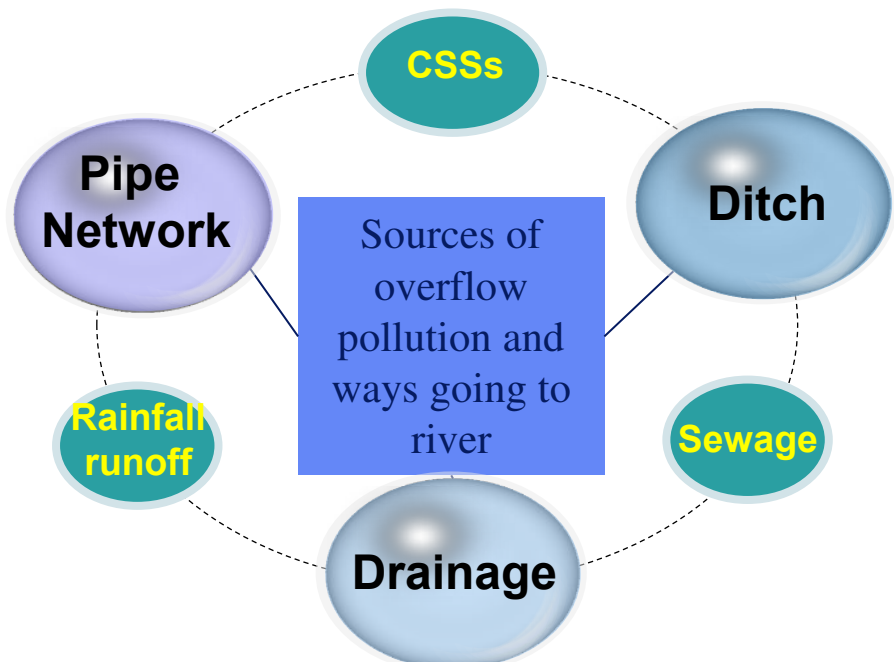 CSSs
Pipe
Network
Ditch
Sources of
overflow
pollution and
ways going to
river
Rainfall
runoff
Sewage
Drainage